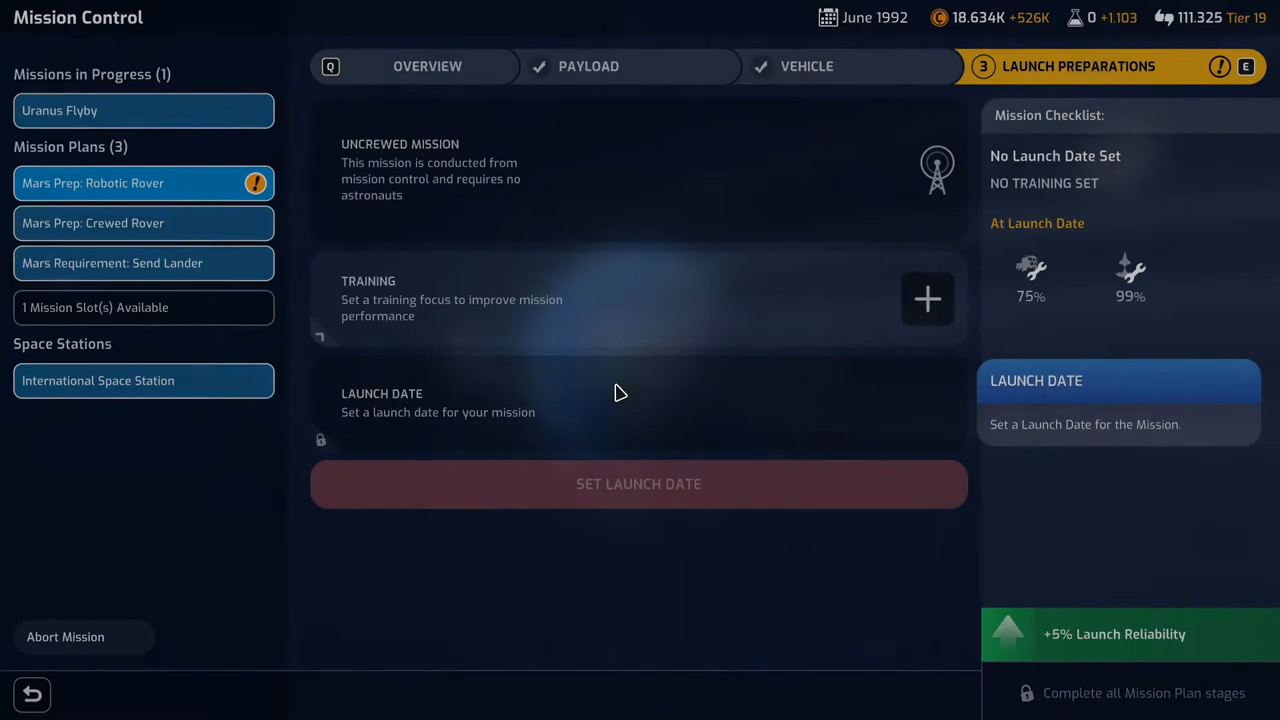 Mission Control
June 1992
18.634K +526K
0 +1.103
111.325 Tier 19
Missions in Progress (1)
Uranus Flyby
Mission Plans (3)
Mars Prep: Robotic Rover
!
Mars Prep: Crewed Rover
Mars Requirement: Send Lander
1 Mission Slot(s) Available
Space Stations
International Space Station
Abort Mission
Q
OVERVIEW
PAYLOAD
VEHICLE
3
LAUNCH PREPARATIONS
!
E
UNCREWED MISSION
This mission is conducted from
mission control and requires no
astronauts
TRAINING
Set a training focus to improve mission
performance
LAUNCH DATE
Set a launch date for your mission
SET LAUNCH DATE
Mission Checklist:
No Launch Date Set
NO TRAINING SET
At Launch Date
75%
99%
LAUNCH DATE
Set a Launch Date for the Mission.
+5% Launch Reliability
Complete all Mission Plan stages